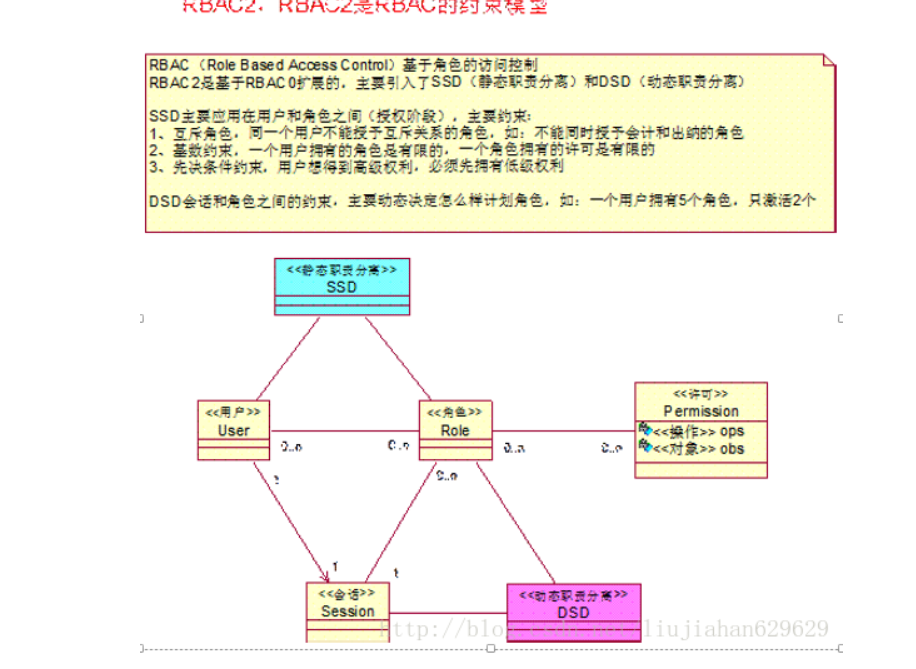 RBAC2，RBAC2是RBAC的约束模型
RBAC（Role Based Access Control）基于角色的访问控制
RBAC2是基于RBAC0扩展的，主要引入了SSD（静态职责分离）和DSD（动态职责分离）
SSD主要应用在用户和角色之间（授权阶段），主要约束：
1、互斥角色，同一个用户不能授予互斥关系的角色，如：不能同时授予会计和出纳的角色
2、基数约束，一个用户拥有的角色是有限的，一个角色拥有的许可是有限的
3、先决条件约束，用户想得到高级权利，必须先拥有低级权利
DSD会话和角色之间的约束，主要动态决定怎么样计划角色，如：一个用户拥有5个角色，只激活2个
<<静态职责分离>>
SSD
<<用户>>
User
<<角色>>
Role
<<许可>>
Permission
<<操作>> ops
<<对象>> obs
0..n
0..n
0..n
0..n
0..n
1
<<会话>>
Session
<<动态职责分离>>
DSD
liujiahan629629